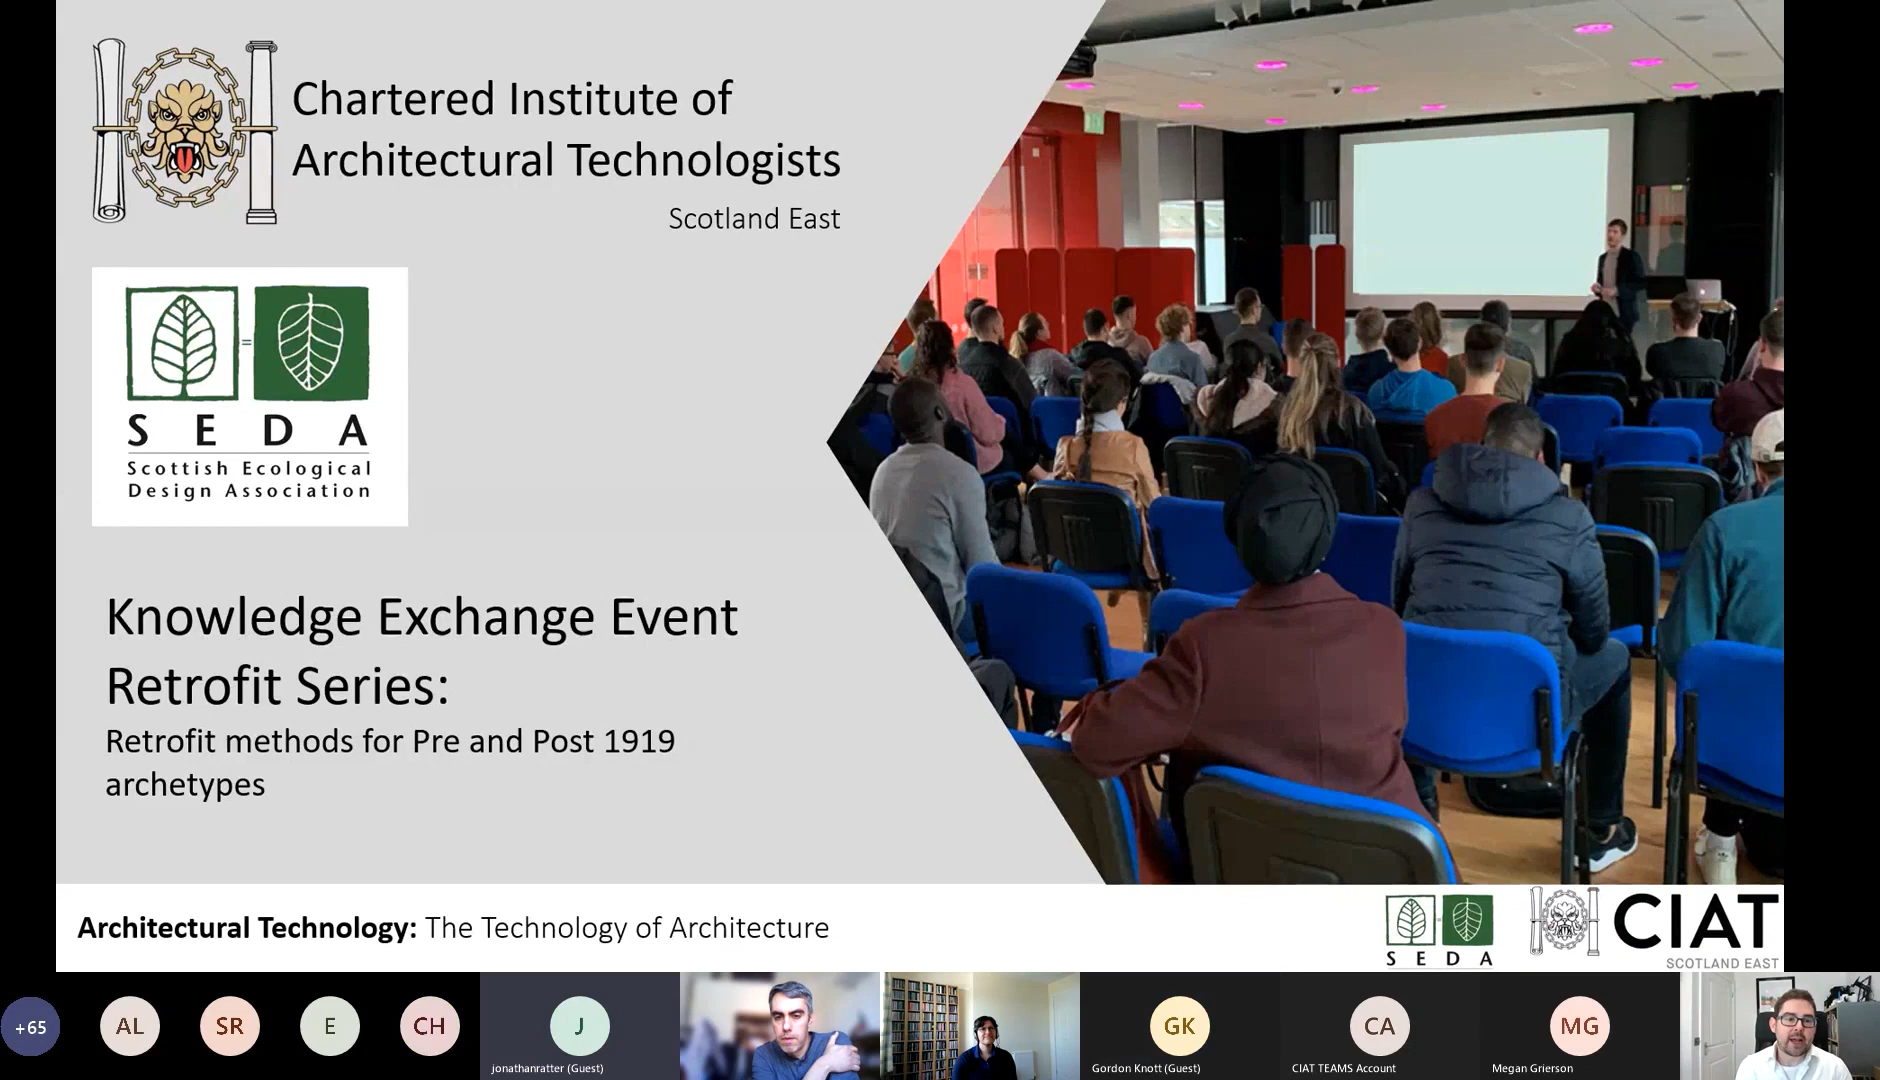 Chartered Institute of
Architectural Technologists
Scotland East
=
SEDA
Scottish Ecological
Design Association
Knowledge Exchange Event
Retrofit Series:
Retrofit methods for Pre and Post 1919
archetypes
Architectural Technology: The Technology of Architecture
SEDA
CIAT
SCOTLAND EAST
+65
AL
SR
E
CH
J
jonathanratter (Guest)
GK
Gordon Knott (Guest)
CA
CIAT TEAMS Account
MG
Megan Grierson